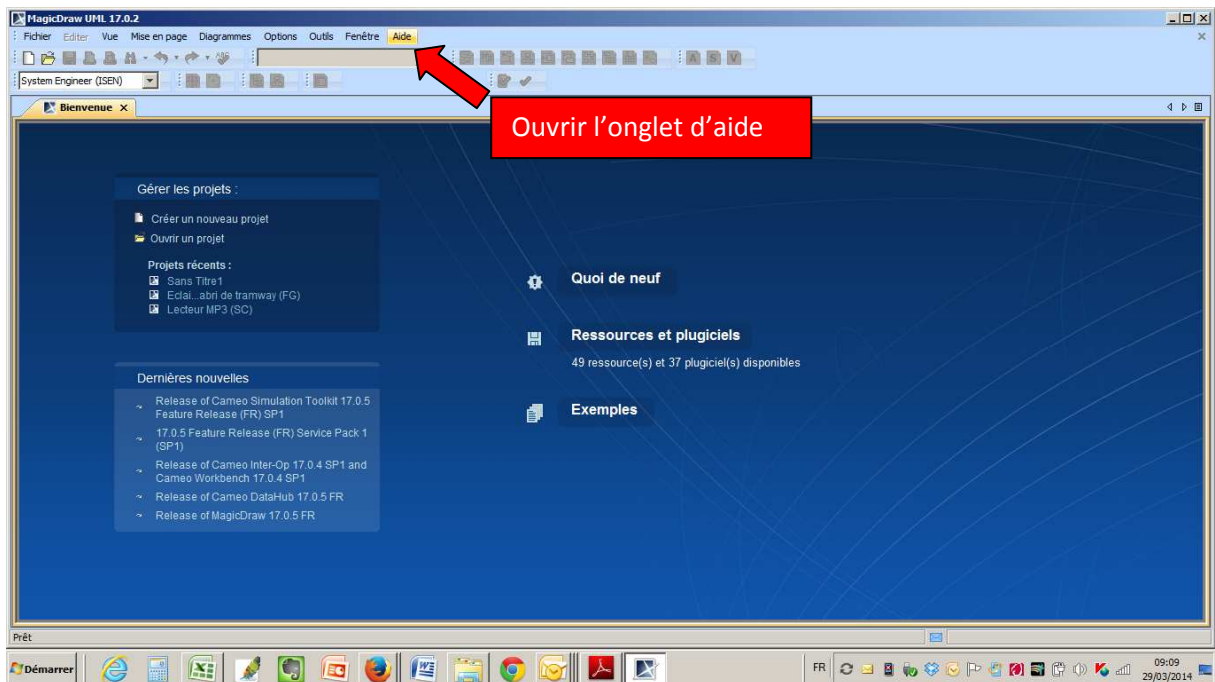 MagicDraw UML 17.0.2
Fichier Editer Vue Mise en page Diagrammes Options Outils Fenêtre Aide
A S V
System Engineer (ISEN)
Bienvenue
Ouvrir l’onglet d’aide
Gérer les projets :
Créer un nouveau projet
Ouvrir un projet
Projets récents :
Sans Titre1
Eclai...abri de tramway (FG)
Lecteur MP3 (SC)
Quoi de neuf
Ressources et plugiciels
49 ressource(s) et 37 plugiciel(s) disponibles
Exemples
Dernières nouvelles
Release of Cameo Simulation Toolkit 17.0.5
Feature Release (FR) SP1
17.0.5 Feature Release (FR) Service Pack 1
(SP1)
Release of Cameo Inter-Op 17.0.4 SP1 and
Cameo Workbench 17.0.4 SP1
Release of Cameo DataHub 17.0.5 FR
Release of MagicDraw 17.0.5 FR
Prêt
Démarrer
FR
09:09
29/03/2014